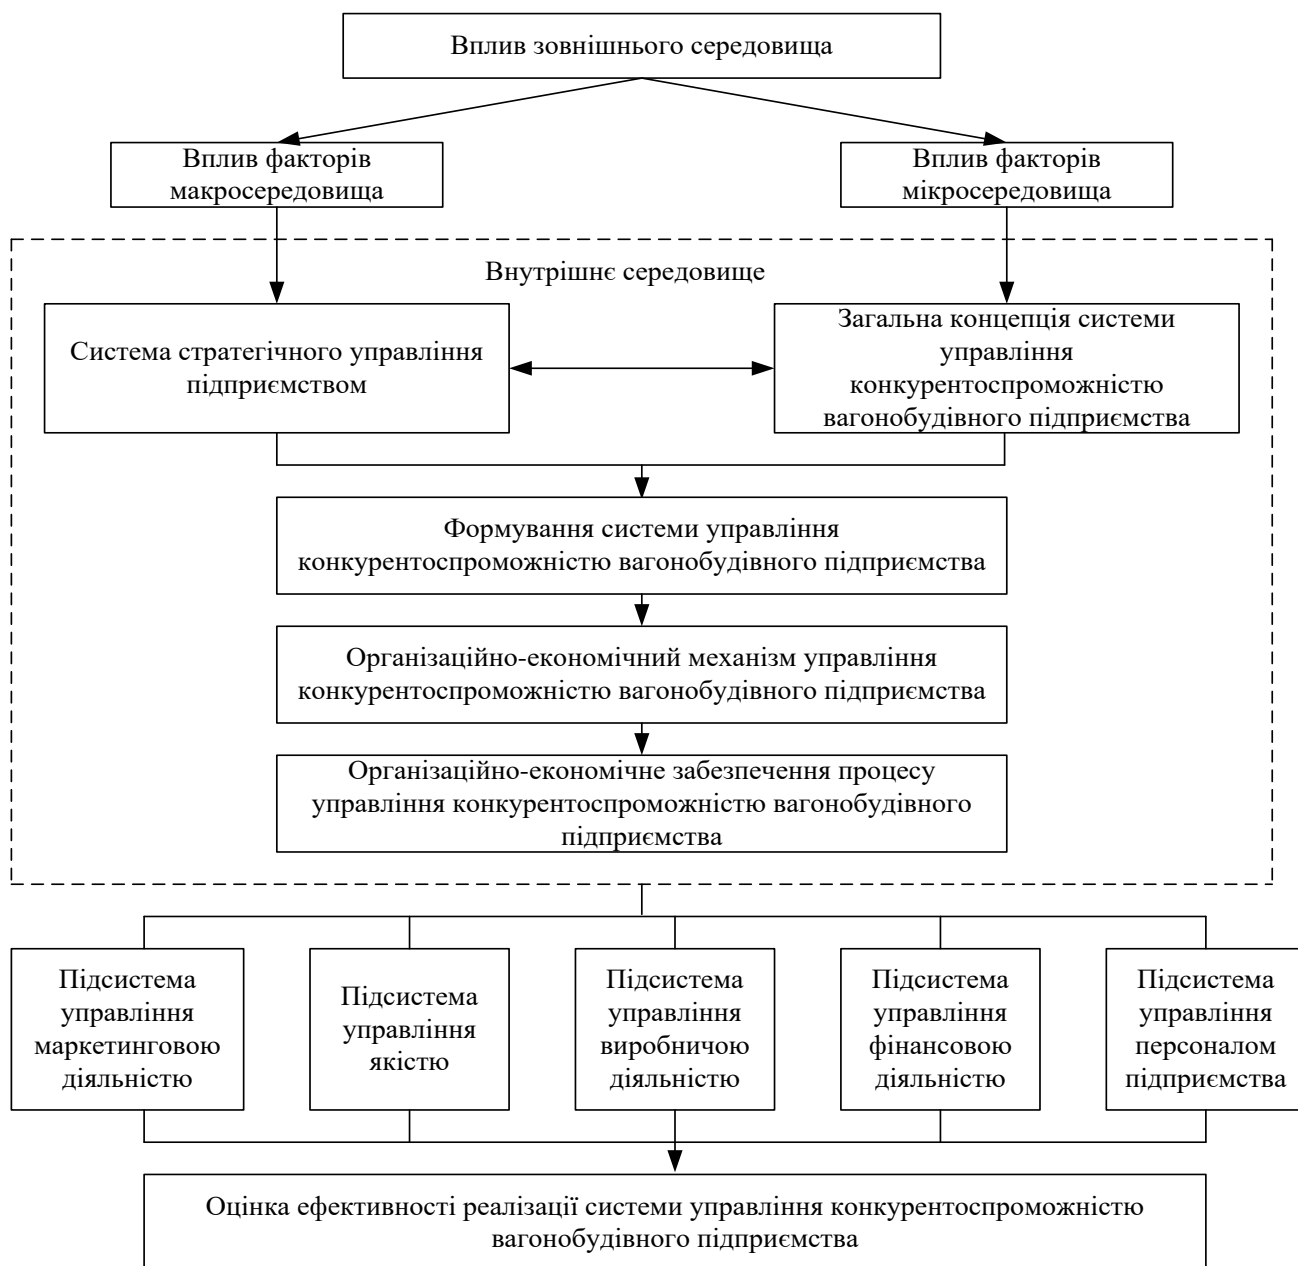 Вплив зовнішнього середовища
Вплив факторів
макросередовища
Вплив факторів
мікросередовища
Внутрішнє середовище
Система стратегічного управління
підприємством
Загальна концепція системи
управління
конкурентоспроможністю
вагонобудівного підприємства
Формування системи управління
конкурентоспроможністю вагонобудівного підприємства
Організаційно-економічний механізм управління
конкурентоспроможністю вагонобудівного підприємства
Організаційно-економічне забезпечення процесу
управління конкурентоспроможністю вагонобудівного
підприємства
Підсистема
управління
маркетинговою
діяльністю
Підсистема
управління
якістю
Підсистема
управління
виробничою
діяльністю
Підсистема
управління
фінансовою
діяльністю
Підсистема
управління
персоналом
підприємства
Оцінка ефективності реалізації системи управління конкурентоспроможністю
вагонобудівного підприємства